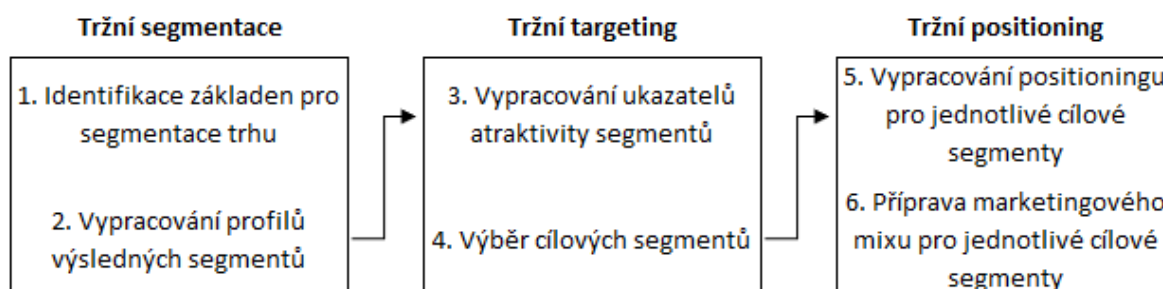 Tržní segmentace
1. Identifikace základen pro
segmentace trhu
2. Vypracování profilů
výsledných segmentů
Tržní targeting
3. Vypracování ukazatelů
atraktivity segmentů
4. Výběr cílových segmentů
Tržní positioning
5. Vypracování positioningu
pro jednotlivé cílové
segmenty
6. Příprava marketingového
mixu pro jednotlivé cílové
segmenty